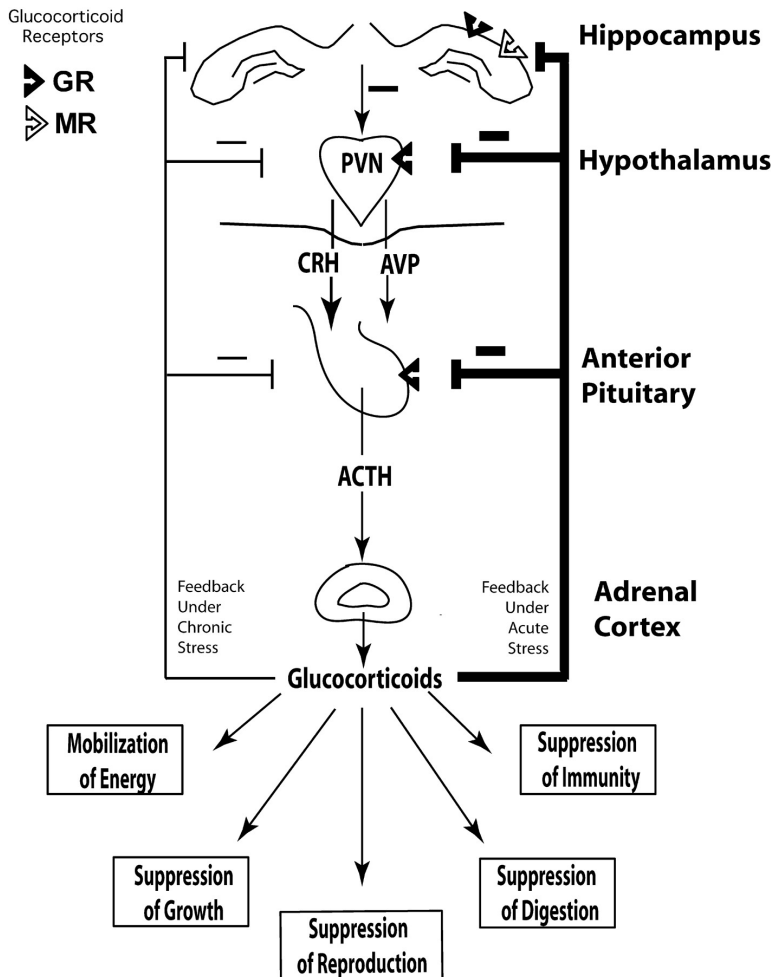 Glucocorticoid
Receptors
GR
MR
Hippocampus
PVN
Hypothalamus
CRH
AVP
Anterior
Pituitary
ACTH
Feedback
Under
Chronic
Stress
Feedback
Under
Acute
Stress
Adrenal
Cortex
Glucocorticoids
Mobilization
of Energy
Suppression
of Immunity
Suppression
of Growth
Suppression
of Digestion
Suppression
of Reproduction